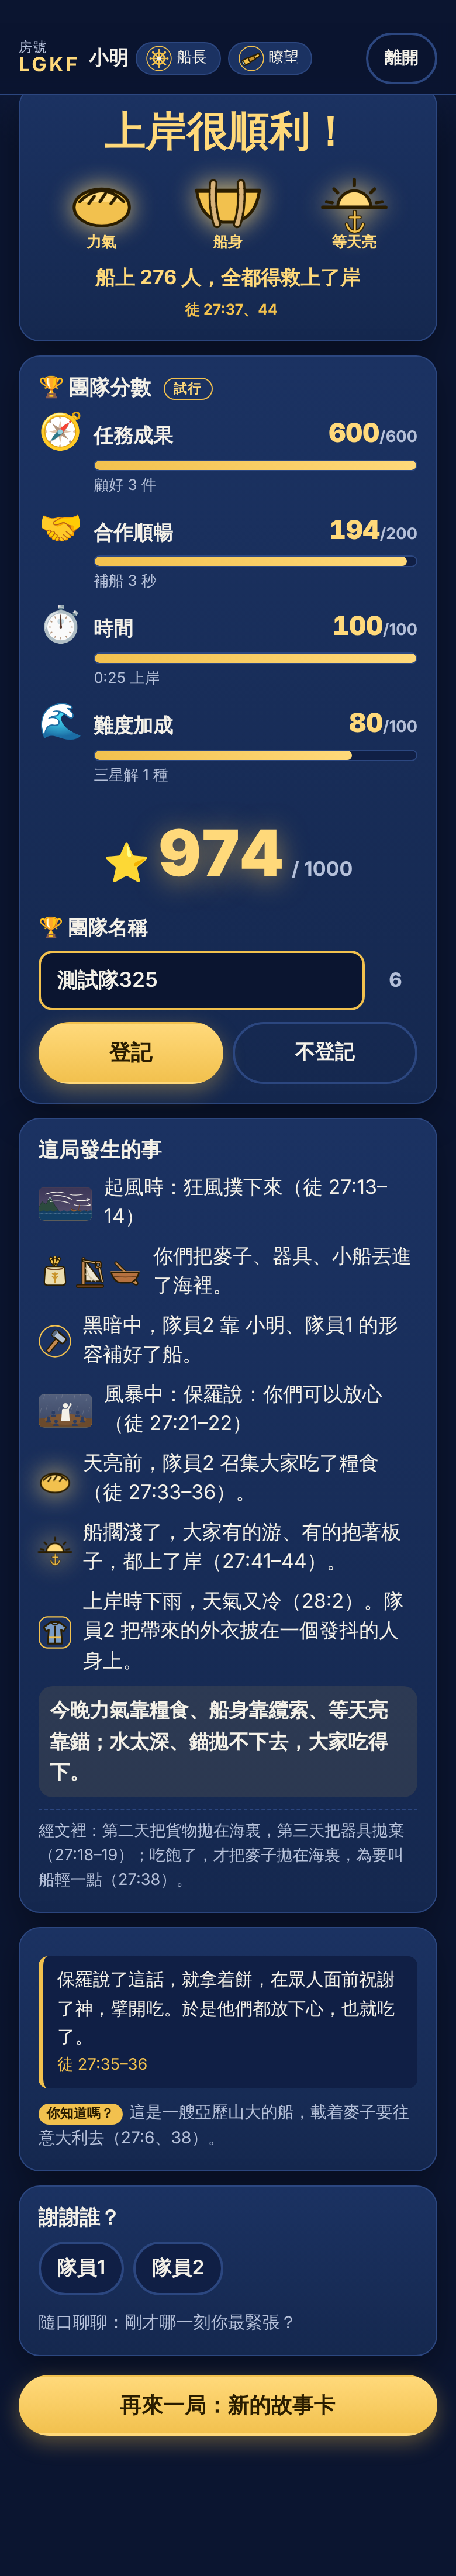 房號
LGKF 小明 船長 瞭望 離開
上岸很順利！
力氣 船身 等天亮
船上 276 人，全都得救上了岸
徒 27:37、44
團隊分數 試行
任務成果 600/600
顧好 3 件
合作順暢 194/200
補船 3 秒
時間 100/100
0:25 上岸
難度加成 80/100
三星解 1 種
974 / 1000
團隊名稱
測試隊325 6
登記 不登記
這局發生的事
起風時：狂風撲下來（徒 27:13–
14）
你們把麥子、器具、小船丟進
了海裡。
黑暗中，隊員2 靠 小明、隊員1 的形
容補好了船。
風暴中：保羅說：你們可以放心
（徒 27:21–22）
天亮前，隊員2 召集大家吃了糧食
（徒 27:33–36）。
船擱淺了，大家有的游、有的抱著板
子，都上了岸（27:41–44）。
上岸時下雨，天氣又冷（28:2）。隊
員2 把帶來的外衣披在一個發抖的人
身上。
今晚力氣靠糧食、船身靠纜索、等天亮
靠錨；水太深、錨拋不下去，大家吃得
下。
經文裡：第二天把貨物拋在海裏，第三天把器具拋棄
（27:18–19）；吃飽了，才把麥子拋在海裏，為要叫
船輕一點（27:38）。
保羅說了這話，就拿着餅，在眾人面前祝謝
了神，擘開吃。於是他們都放下心，也就吃
了。
徒 27:35–36
你知道嗎？ 這是一艘亞歷山大的船，載着麥子要往
意大利去（27:6、38）。
謝謝誰？
隊員1 隊員2
隨口聊聊：剛才哪一刻你最緊張？
再來一局：新的故事卡